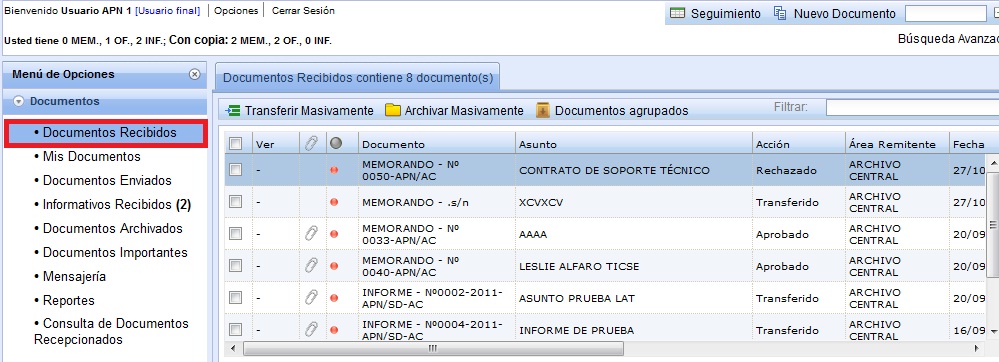 Bienvenido Usuario APN 1 [Usuario final] | Opciones | Cerrar Sesión
Seguimiento Nuevo Documento
Usted tiene 0 MEM., 1 OF., 2 INF.; Con copia: 2 MEM., 2 OF., 0 INF.
Búsqueda Avanza
Menú de Opciones
Documentos
• Documentos Recibidos
• Mis Documentos
• Documentos Enviados
• Informativos Recibidos (2)
• Documentos Archivados
• Documentos Importantes
• Mensajería
• Reportes
• Consulta de Documentos
Recepcionados
Documentos Recibidos contiene 8 documento(s)
Transferir Masivamente Archivar Masivamente Documentos agrupados Filtrar:
Ver Documento Asunto Acción Área Remitente Fecha
- MEMORANDO - Nº
0050-APN/AC CONTRATO DE SOPORTE TÉCNICO Rechazado ARCHIVO
CENTRAL 27/10
- MEMORANDO - .s/n XCVXCV Transferido ARCHIVO
CENTRAL 27/10
- MEMORANDO - Nº
0033-APN/AC AAAA Aprobado ARCHIVO
CENTRAL 20/09
- MEMORANDO - Nº
0040-APN/AC LESLIE ALFARO TICSE Aprobado ARCHIVO
CENTRAL 20/09
- INFORME - Nº0002-2011-
APN/SD-AC ASUNTO PRUEBA LAT Transferido ARCHIVO
CENTRAL 20/09
- INFORME - Nº0004-2011-
APN/SD-AC INFORME DE PRUEBA Transferido ARCHIVO
CENTRAL 16/09